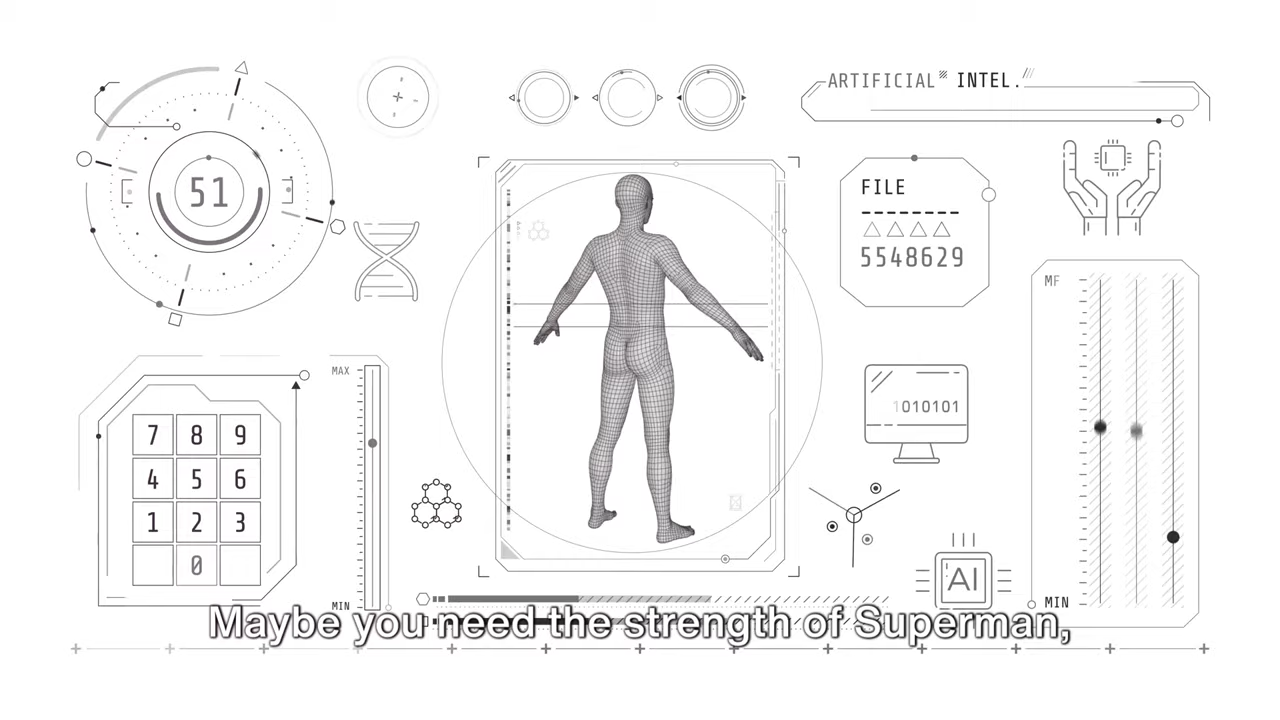 ARTIFICIAL INTEL.
51
FILE
5548629
MF
MAX
1010101
7 8 9
4 5 6
1 2 3
0
AI
MIN
MIN
Maybe you need the strength of Superman,